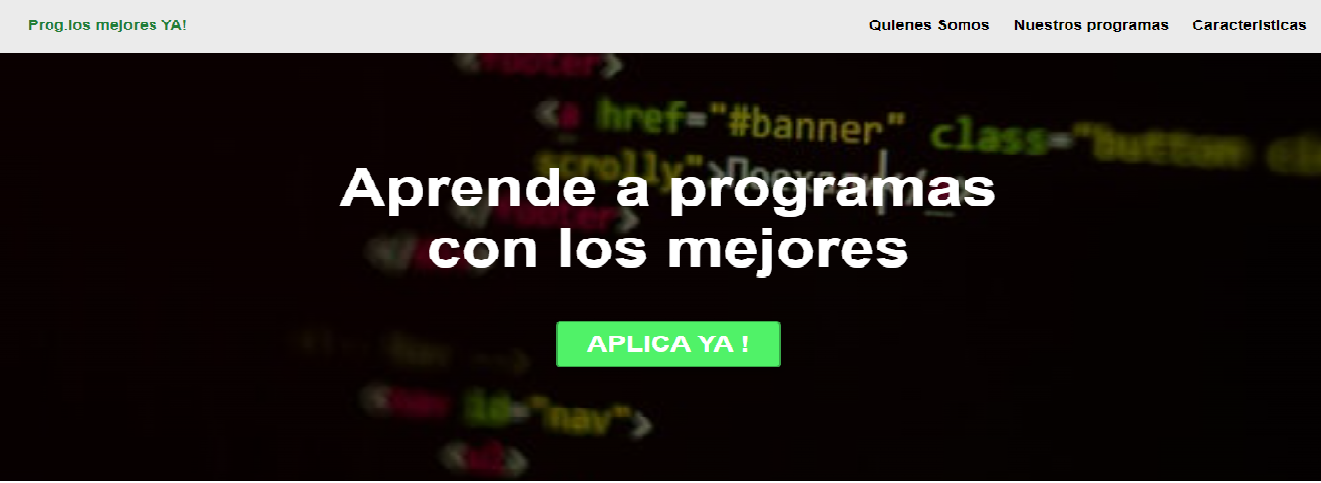 Prog.los mejores YA!
Quienes Somos
Nuestros programas
Caracteristicas
footer>
<a href="#banner" class="button
scrolly">
Aprende a programas
con los mejores
APLICA YA !
<nav id="nav">